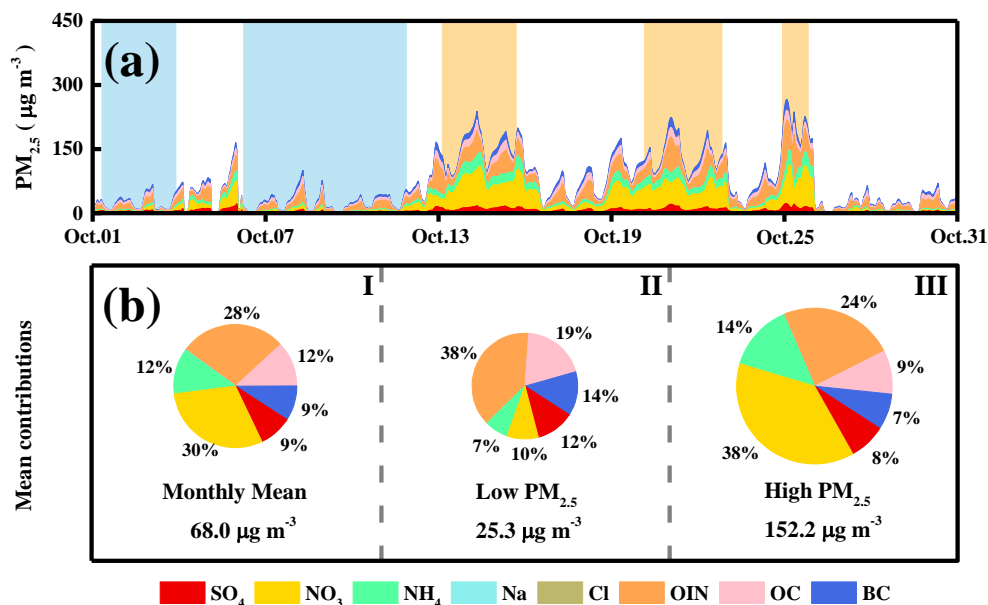 450
(a)
300
150
0
PM2.5 ( μg m-3)
Oct.01 Oct.07 Oct.13 Oct.19 Oct.25 Oct.31
(b)
Mean contributions
I
28%
12%
12%
9%
30%
9%
Monthly Mean
68.0 μg m-3
II
19%
38%
14%
7%
10%
12%
Low PM2.5
25.3 μg m-3
III
24%
14%
9%
7%
38%
8%
High PM2.5
152.2 μg m-3
SO4 NO3 NH4 Na Cl OIN OC BC